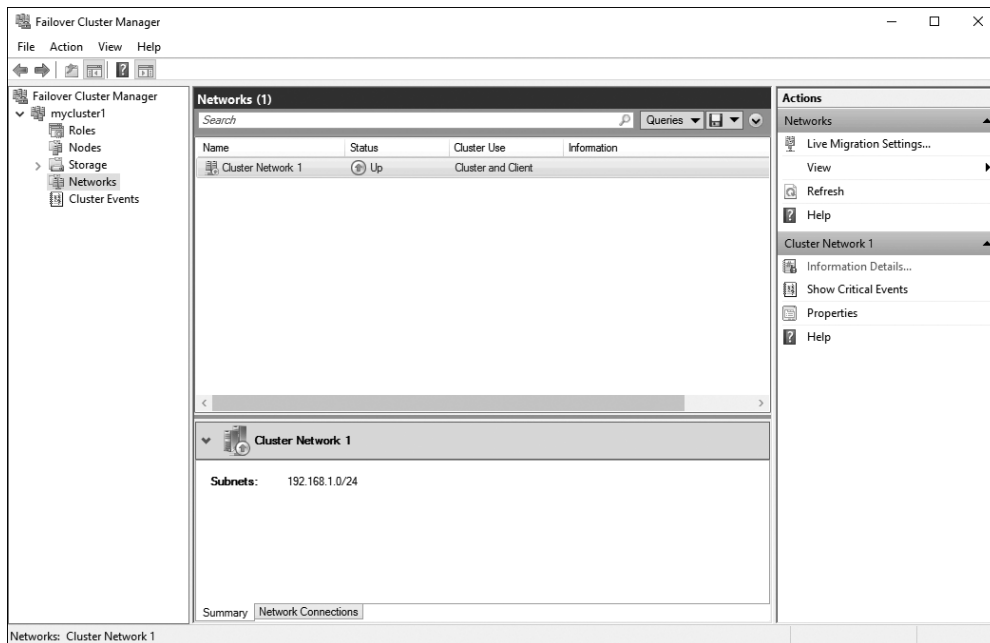 Failover Cluster Manager
File Action View Help
Failover Cluster Manager
mycluster1
Roles
Nodes
Storage
Networks
Cluster Events
Networks (1)
Search
Queries
Name Status Cluster Use Information
Cluster Network 1 Up Cluster and Client
Cluster Network 1
Subnets: 192.168.1.0/24
Summary Network Connections
Actions
Networks
Live Migration Settings...
View
Refresh
Help
Cluster Network 1
Information Details...
Show Critical Events
Properties
Help
Networks: Cluster Network 1